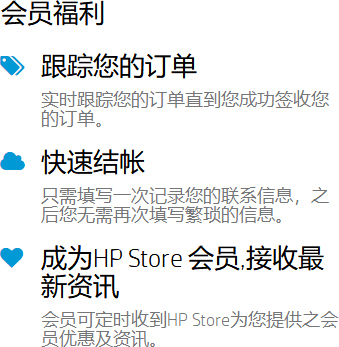 会员福利
跟踪您的订单
实时跟踪您的订单直到您成功签收您
的订单。
快速结帐
只需填写一次记录您的联系信息，之
后您无需再次填写繁琐的信息。
成为HP Store 会员,接收最
新资讯
会员可定时收到HP Store为您提供之会
员优惠及资讯。